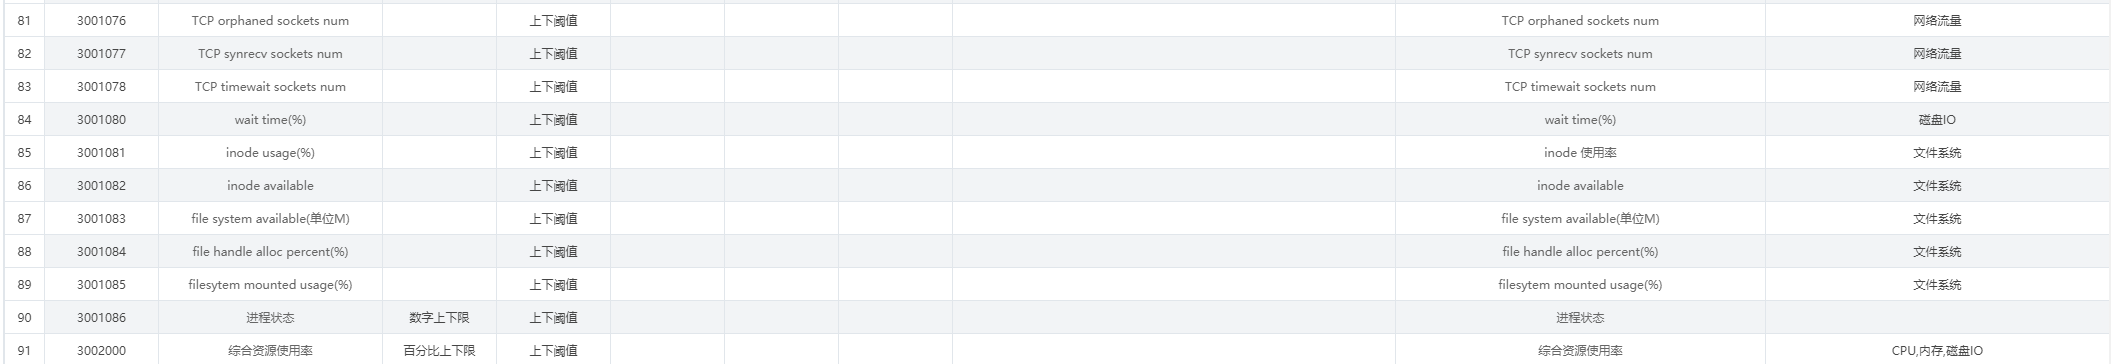 81 3001076 TCP orphaned sockets num 上下阈值 TCP orphaned sockets num 网络流量
82 3001077 TCP synrecv sockets num 上下阈值 TCP synrecv sockets num 网络流量
83 3001078 TCP timewait sockets num 上下阈值 TCP timewait sockets num 网络流量
84 3001080 wait time(%) 上下阈值 wait time(%) 磁盘IO
85 3001081 inode usage(%) 上下阈值 inode 使用率 文件系统
86 3001082 inode available 上下阈值 inode available 文件系统
87 3001083 file system available(单位M) 上下阈值 file system available(单位M) 文件系统
88 3001084 file handle alloc percent(%) 上下阈值 file handle alloc percent(%) 文件系统
89 3001085 filesytem mounted usage(%) 上下阈值 filesytem mounted usage(%) 文件系统
90 3001086 进程状态 数字上下限 上下阈值 进程状态
91 3002000 综合资源使用率 百分比上下限 上下阈值 综合资源使用率 CPU,内存,磁盘IO